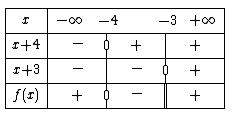 x −∞ −4 −3 +∞
x+4 − 0 + +
x+3 − − 0 +
f(x) + 0 − +